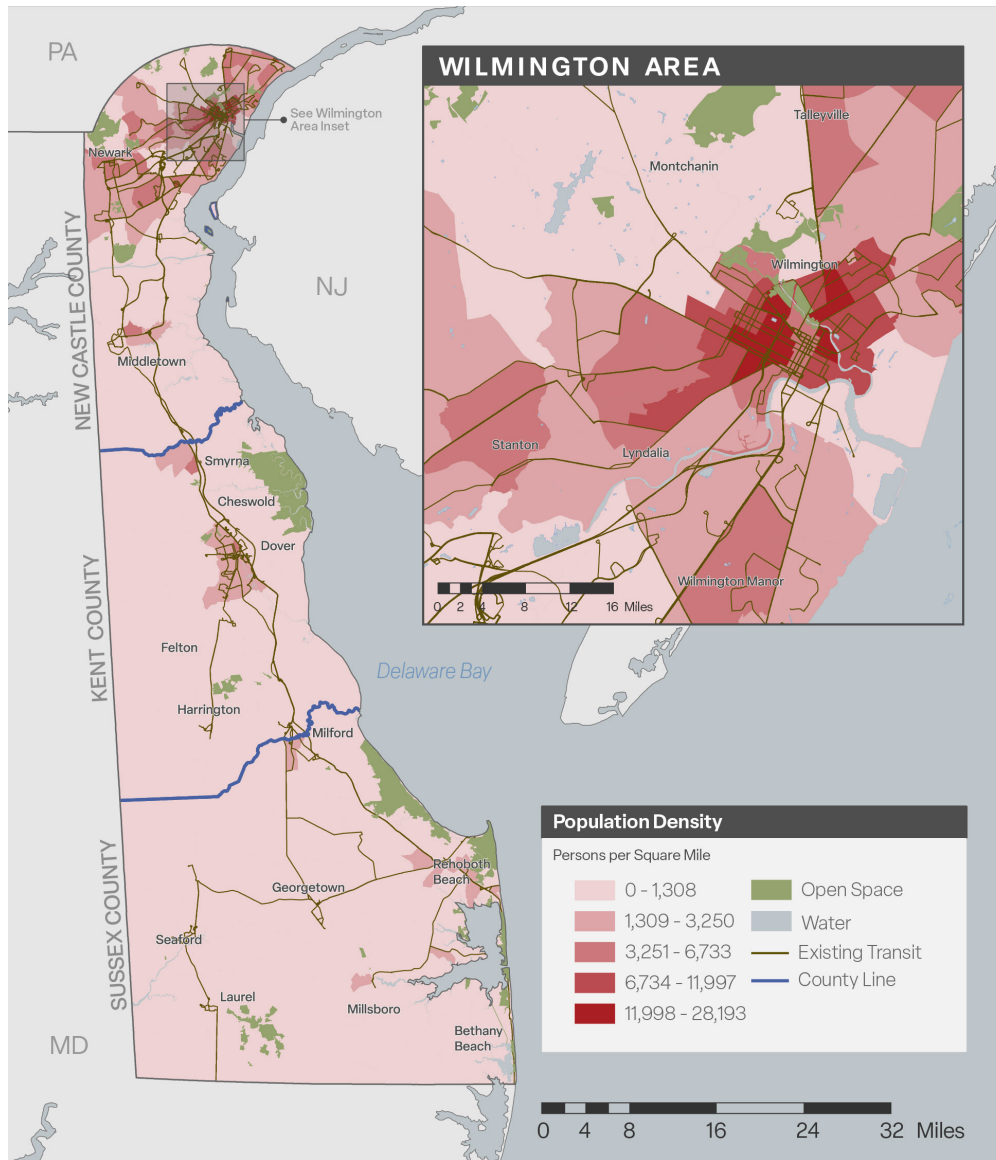 PA
See Wilmington
Area Inset
Newark
NEW CASTLE COUNTY
NJ
Middletown
Smyrna
Cheswold
Dover
KENT COUNTY
Felton
Harrington
Delaware Bay
Milford
SUSSEX COUNTY
Rehoboth
Beach
Georgetown
Seaford
Laurel
Millsboro
Bethany
Beach
MD
WILMINGTON AREA
Talleyville
Montchanin
Wilmington
Stanton
Lyndalia
Wilmington Manor
0 2 4 8 12 16 Miles
Population Density
Persons per Square Mile
0 - 1,308
1,309 - 3,250
3,251 - 6,733
6,734 - 11,997
11,998 - 28,193
Open Space
Water
Existing Transit
County Line
0 4 8 16 24 32 Miles